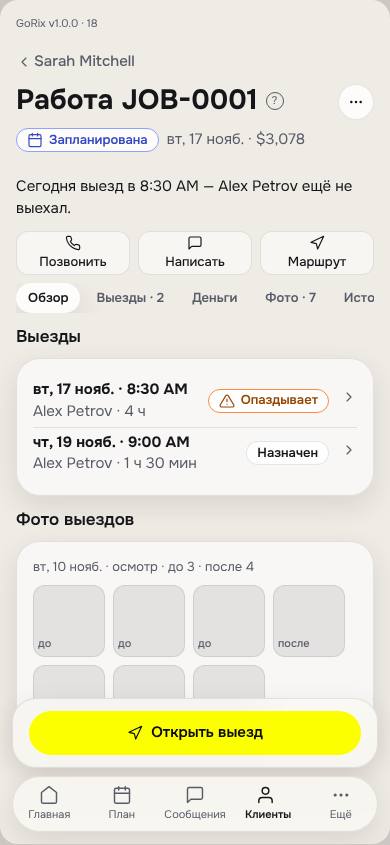 GoRix v1.0.0 · 18
Sarah Mitchell
Работа JOB-0001 ?
Запланирована вт, 17 нояб. · $3,078
Сегодня выезд в 8:30 AM — Alex Petrov ещё не
выехал.
Позвонить Написать Маршрут
Обзор Выезды · 2 Деньги Фото · 7 Исто
Выезды
вт, 17 нояб. · 8:30 AM
Alex Petrov · 4 ч
Опаздывает
чт, 19 нояб. · 9:00 AM
Alex Petrov · 1 ч 30 мин
Назначен
Фото выездов
вт, 10 нояб. · осмотр · до 3 · после 4
до до до после
Открыть выезд
Главная План Сообщения Клиенты Ещё